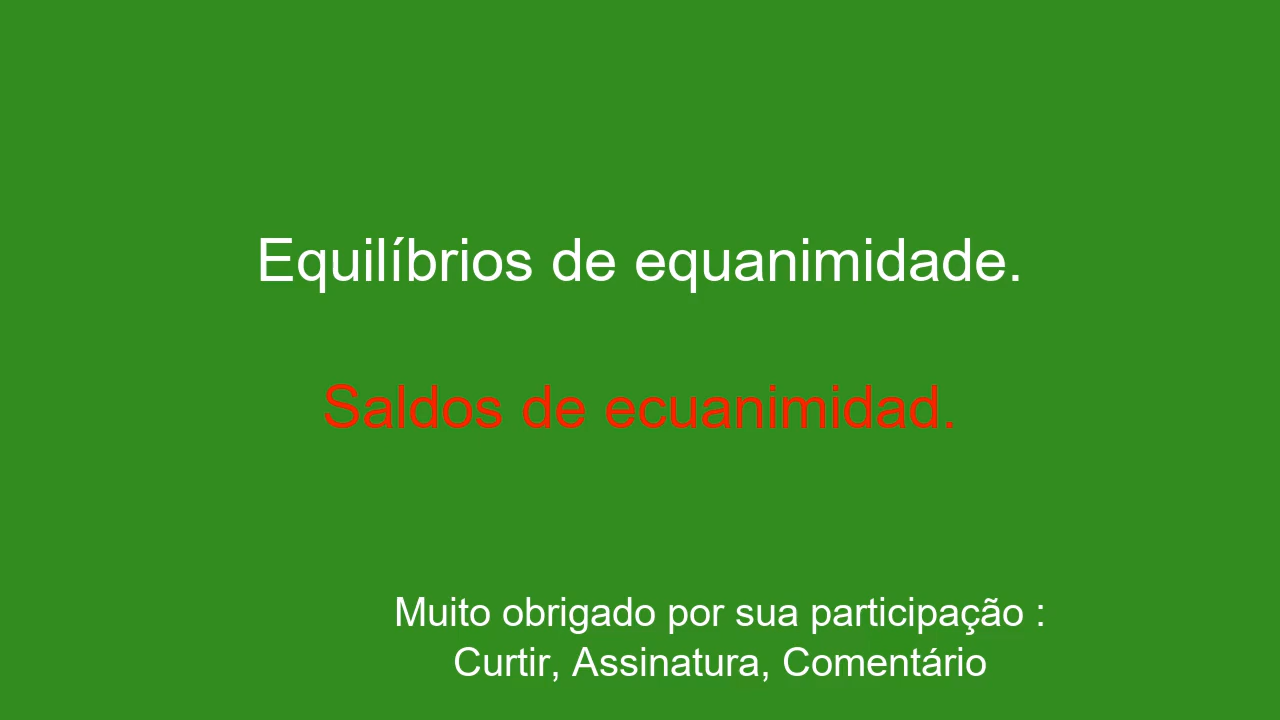 Equilíbrios de equanimidade.
Saldos de ecuanimidad.
Muito obrigado por sua participação :
Curtir, Assinatura, Comentário